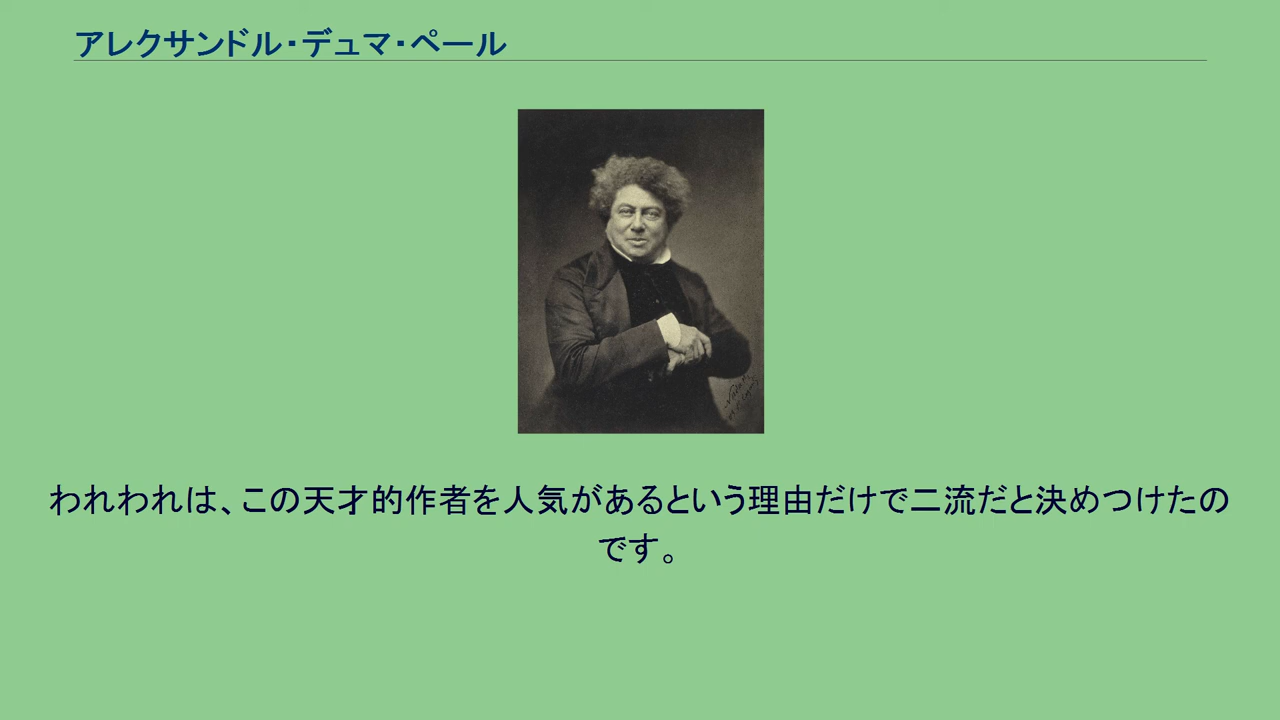 アレクサンドル・デュマ・ペール
われわれは、この天才的作者を人気があるという理由だけで二流だと決めつけたの
です。